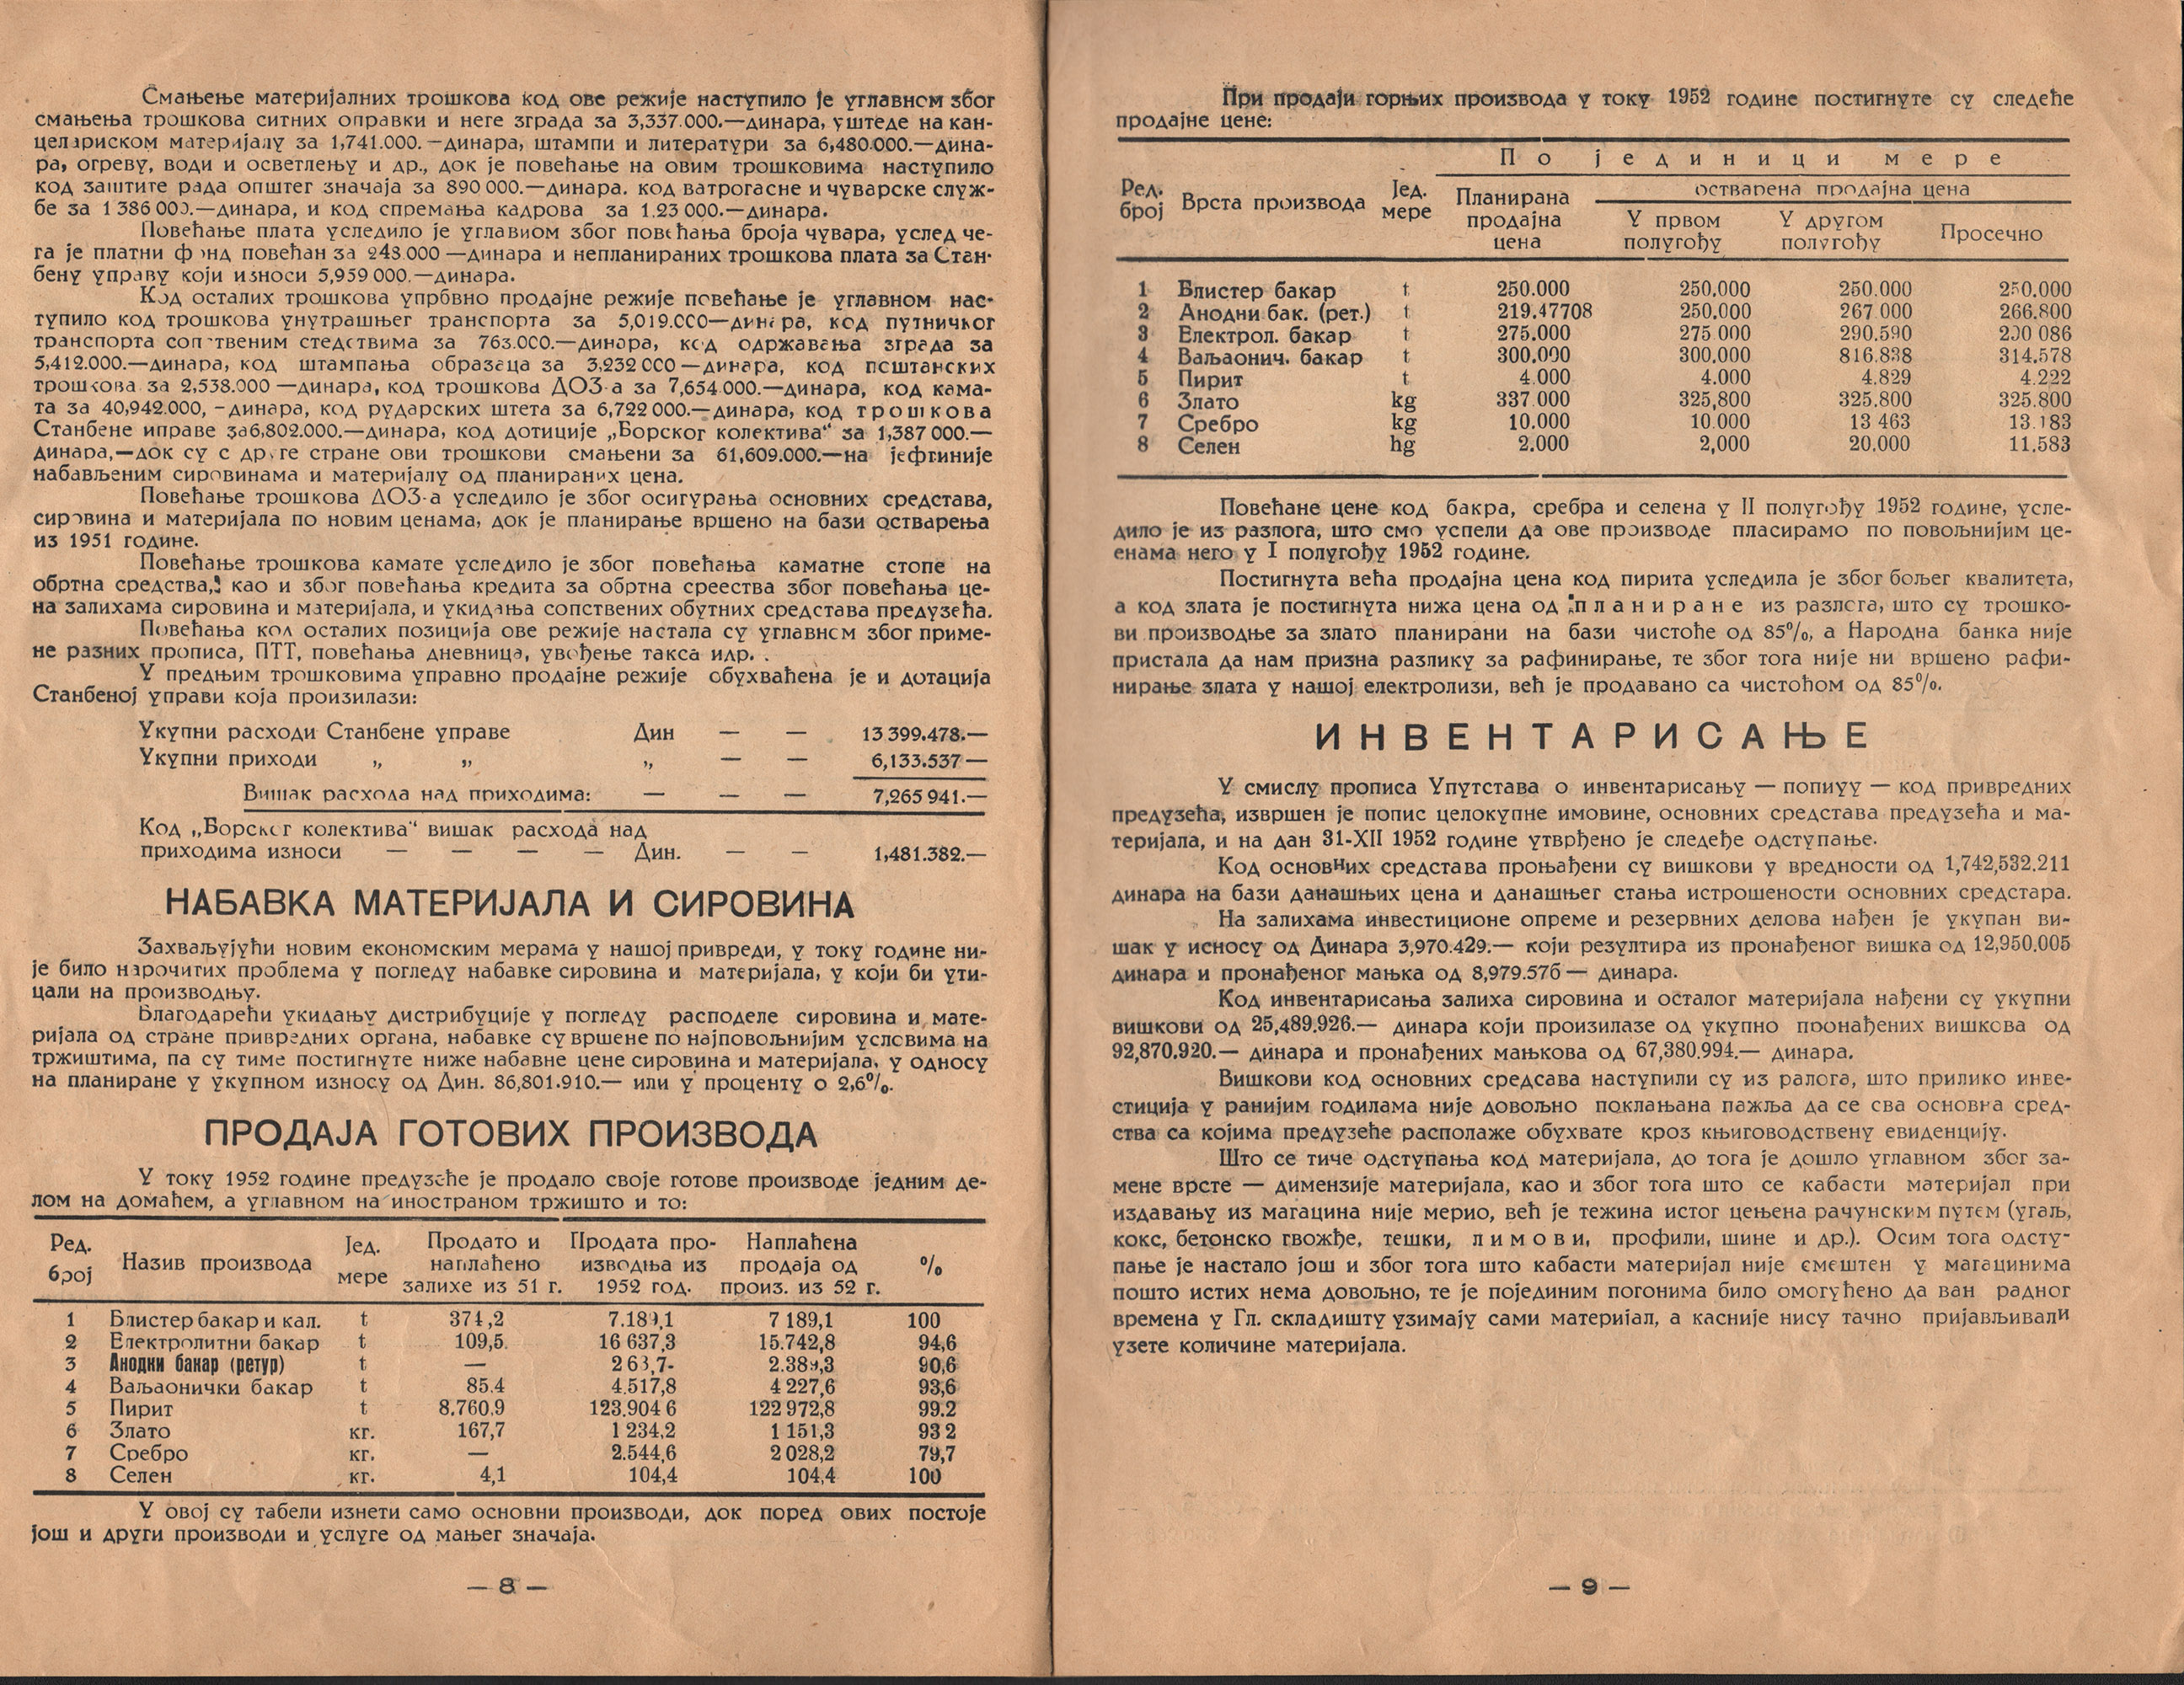 Смањење материјалних трошкова код ове режије наступило је углавном због
смањења трошкова ситних оправки и неге зграда за 3,337.000.—динара, уштеде на кан-
целариском материјалу за 1,741.000.—динара, штампи и литератури за 6,480.000.—дина-
ра, огреву, води и осветлењу и др., док је повећање на овим трошковима наступило
код заштите рада општег значаја за 890 000.—динара. код ватрогасне и чуварске служ-
бе за 1 386 000.—динара, и код спремања кадрова за 1.23 000.—динара.
Повећање плата уследило је углавном због повећања броја чувара, услед че-
га је платни фонд повећан за 248.000 —динара и непланираних трошкова плата за Стан-
бену управу који износи 5,959 000.—динара.
Код осталих трошкова упрбвно продајне режије повећање је углавном нас-
тупило код трошкова унутрашњег транспорта за 5,019.000—динара, код путничког
транспорта сопственим стедствима за 763.000.—динара, код одржавења зграда за
5,412.000.—динара, код штампања образаца за 3,232 000—динара, код пештанских
трошкова за 2,538.000 —динара, код трошкова ДОЗ-а за 7,654 000.—динара, код кама-
та за 40,942.000, –динара, код рударских штета за 6,722 000.—динара, код трошкова
Станбене иправе за6,802.000.—динара, код дотиције „Борског колектива“ за 1,387 000.—
динара,—док су с друге стране ови трошкови смањени за 61,609.000.—на јефтиније
набављеним сировинама и материјалу од планираних цена.
Повећање трошкова ДОЗ-а уследило је због осигурања основних средстава,
сировина и материјала по новим ценама, док је планирање вршено на бази остварења
из 1951 године.
Повећање трошкова камате уследило је због повећања каматне стопе на
обртна средства, као и због повећања кредита за обртна среества због повећања це-
на залихама сировина и материјала, и укидања сопствених обутних средстава предузећа.
Повећања код осталих позиција ове режије настала су углавнем због приме-
не разних прописа, ПТТ, повећања дневница, увођење такса идр. .
У предњим трошковима управно продајне режије обухваћена је и дотација
Станбеној управи која произилази:
Укупни расходи Станбене управе Дин — — 13 399.478.—
Укупни приходи „ „ „ — — 6,133.537—
Вишак расхода над приходима: — — — 7,265 941.—
Код „Борског колектива“ вишак расхода над
приходима износи — — — — Дин. — — 1,481.382.—
НАБАВКА МАТЕРИЈАЛА И СИРОВИНА
Захваљујући новим економским мерама у нашој привреди, у току године ни-
је било нарочитих проблема у погледу набавке сировина и материјала, у који би ути-
цали на производњу.
Благодарећи укидању дистрибуције у погледу расподеле сировина и мате-
ријала од стране привредних органа, набавке су вршене по најповољнијим условима на
тржиштима, па су тиме постигнуте ниже набавне цене сировина и материјала, у односу
на планиране у укупном износу од Дин. 86,801.910.— или у проценту о 2,6%.
ПРОДАЈА ГОТОВИХ ПРОИЗВОДА
У току 1952 године предузеће је продало своје готове производе једним де-
лом на домаћем, а углавном на иностраном тржишто и то:
Ред. број Назив производа Јед. мере Продато и наплаћено залихе из 51 г. Продата про- изводња из 1952 год. Наплаћена продаја од произ. из 52 г. %
1 Блистер бакар и кал. t 374,2 7.189,1 7 189,1 100
2 Електролитни бакар t 109,5. 16 637,3 15.742,8 94,6
3 Анодни бакар (ретур) t — 2 63,7- 2.389,3 90,6
4 Ваљаонички бакар t 85.4 4.517,8 4 227,6 93,6
5 Пирит t 8.760.9 123.904 6 122 972,8 99.2
6 Злато кг. 167,7 1 234,2 1 151,3 93 2
7 Сребро кг. — 2.544,6 2 028,2 79,7
8 Селен кг. 4,1 104,4 104,4 100
У овој су табели изнети само основни производи, док поред ових постоје
још и други производи и услуге од мањег значаја.
— 8 —
При продаји горњих производа у току 1952 године постигнуте су следеће
продајне цене:
По јединици мере
Ред. број Врста производа Јед. мере Планирана продајна цена остварена продајна цена
У првом полугођу У другом полугођу Просечно
1 Блистер бакар t 250.000 250,000 250.000 250.000
2 Анодни бак. (рет.) t 219.47708 250.000 267 000 266.800
3 Електрол. бакар t 275.000 275 000 290.590 200 086
4 Ваљаонич. бакар t 300.000 300,000 816.838 314.578
5 Пирит t 4.000 4.000 4.829 4.222
6 Злато kg 337.000 325,800 325.800 325.800
7 Сребро kg 10.000 10.000 13 463 13.183
8 Селен hg 2.000 2,000 20.000 11.583
Повећане цене код бакра, сребра и селена у II полугођу 1952 године, усле-
дило је из разлога, што смо успели да ове производе пласирамо по повољнијим це-
енама него у I полугођу 1952 године.
Постигнута већа продајна цена код пирита уследила је због бољег квалитета,
а код злата је постигнута нижа цена од планиране из разлога, што су трошко-
ви производње за злато планирани на бази чистоће од 85%, а Народна банка није
пристала да нам призна разлику за рафинирање, те због тога није ни вршено рафи-
нирање злата у нашој електролизи, већ је продавано са чистоћом од 85%.
ИНВЕНТАРИСАЊЕ
У смислу прописа Упутстава о инвентарисању — попиуу — код привредних
предузећа, извршен је попис целокупне имовине, основних средстава предузећа и ма-
теријала, и на дан 31-XII 1952 године утврђено је следеђе одступање.
Код основних средстава проњађени су вишкови у вредности од 1,742,532.211
динара на бази данашњих цена и данашњег стања истрошености основних средстара.
На залихама инвестиционе опреме и резервних делова нађен је укупан ви-
шак у исносу од Динара 3,970.429.— који резултира из пронађеног вишка од 12,950,005
динара и пронађеног мањка од 8,979.576— динара.
Код инвентарисања залиха сировина и осталог материјала нађени су укупни
вишкови од 25,489.926.— динара који произилазе од укупно пронађених вишкова од
92,870.920.— динара и пронађених мањкова од 67,380.994.— динара.
Вишкови код основних средсава наступили су из ралога, што прилико инве-
стиција у ранијим годилама није довољно поклањана пажља да се сва основна сред-
ства са којима предузеће располаже обухвате кроз књиговодствену евиденцију.
Што се тиче одступања код материјала, до тога је дошло углавном због за-
мене врсте — димензије материјала, као и због тога што се кабасти материјал при
издавању из магацина није мерио, већ је тежина истог цењена рачунским путем (угаљ,
кокс, бетонско гвожђе, тешки, лимови, профили, шине и др.). Осим тога одсту-
пање је настало још и због тога што кабасти материјал није смештен у магацинима
пошто истих нема довољно, те је појединим погонима било омогућено да ван радног
времена у Гл. складишту узимају сами материјал, а касније нису тачно пријављивали
узете количине материјала.
— 9 —